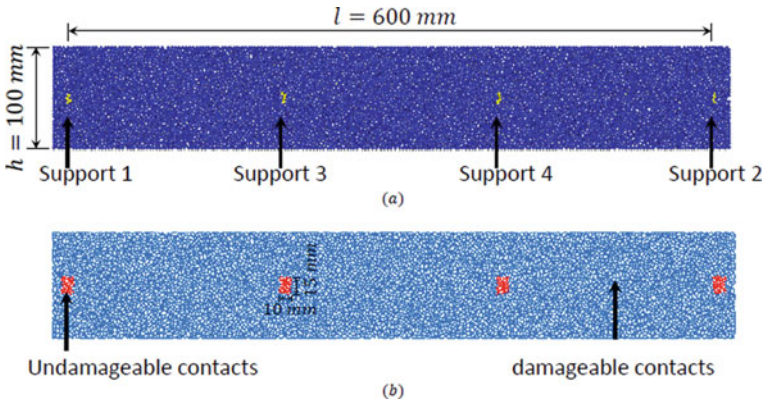 l = 600 mm
h = 100 mm
Support 1
Support 3
Support 4
Support 2
(a)
15 mm
10 mm
Undamageable contacts
damageable contacts
(b)